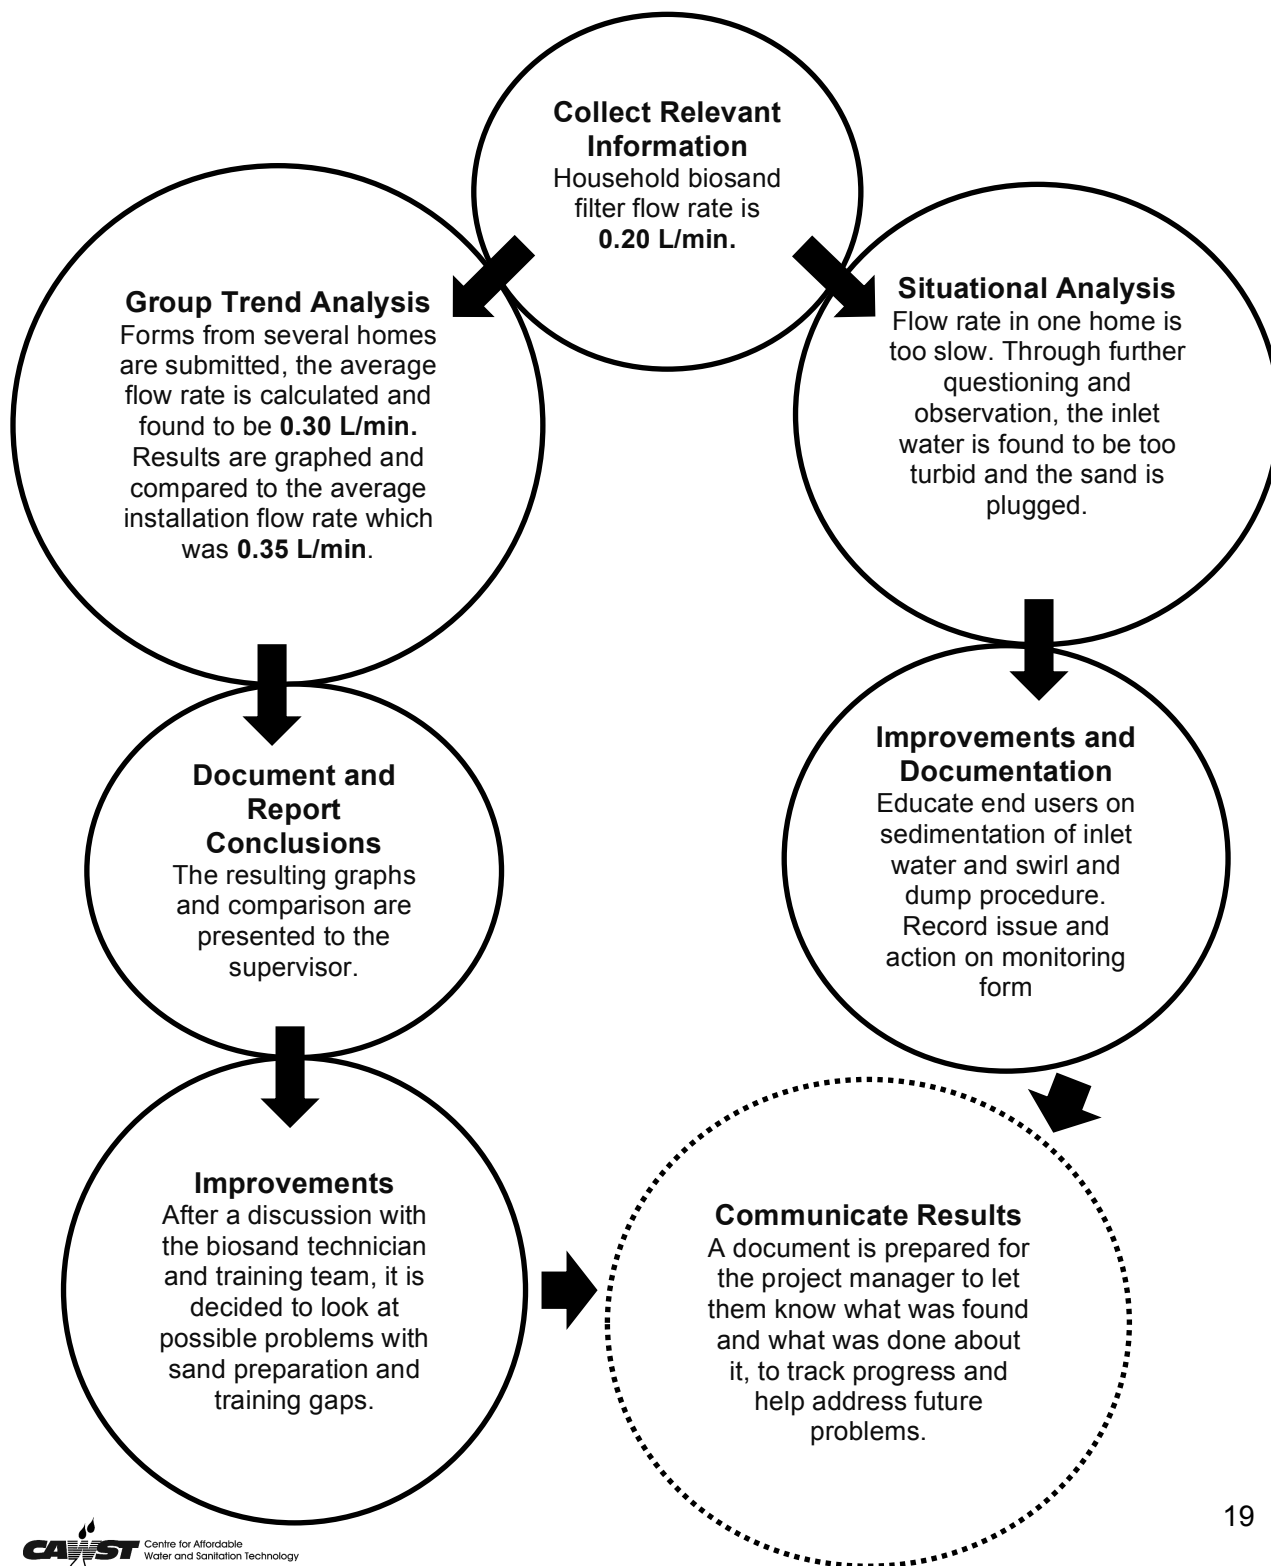 Collect Relevant
Information
Household biosand
filter flow rate is
0.20 L/min.
Group Trend Analysis
Forms from several homes
are submitted, the average
flow rate is calculated and
found to be 0.30 L/min.
Results are graphed and
compared to the average
installation flow rate which
was 0.35 L/min.
Situational Analysis
Flow rate in one home is
too slow. Through further
questioning and
observation, the inlet
water is found to be too
turbid and the sand is
plugged.
Document and
Report
Conclusions
The resulting graphs
and comparison are
presented to the
supervisor.
Improvements and
Documentation
Educate end users on
sedimentation of inlet
water and swirl and
dump procedure.
Record issue and
action on monitoring
form
Improvements
After a discussion with
the biosand technician
and training team, it is
decided to look at
possible problems with
sand preparation and
training gaps.
Communicate Results
A document is prepared for
the project manager to let
them know what was found
and what was done about
it, to track progress and
help address future
problems.
CAWST
Centre for Affordable
Water and Sanitation Technology
19